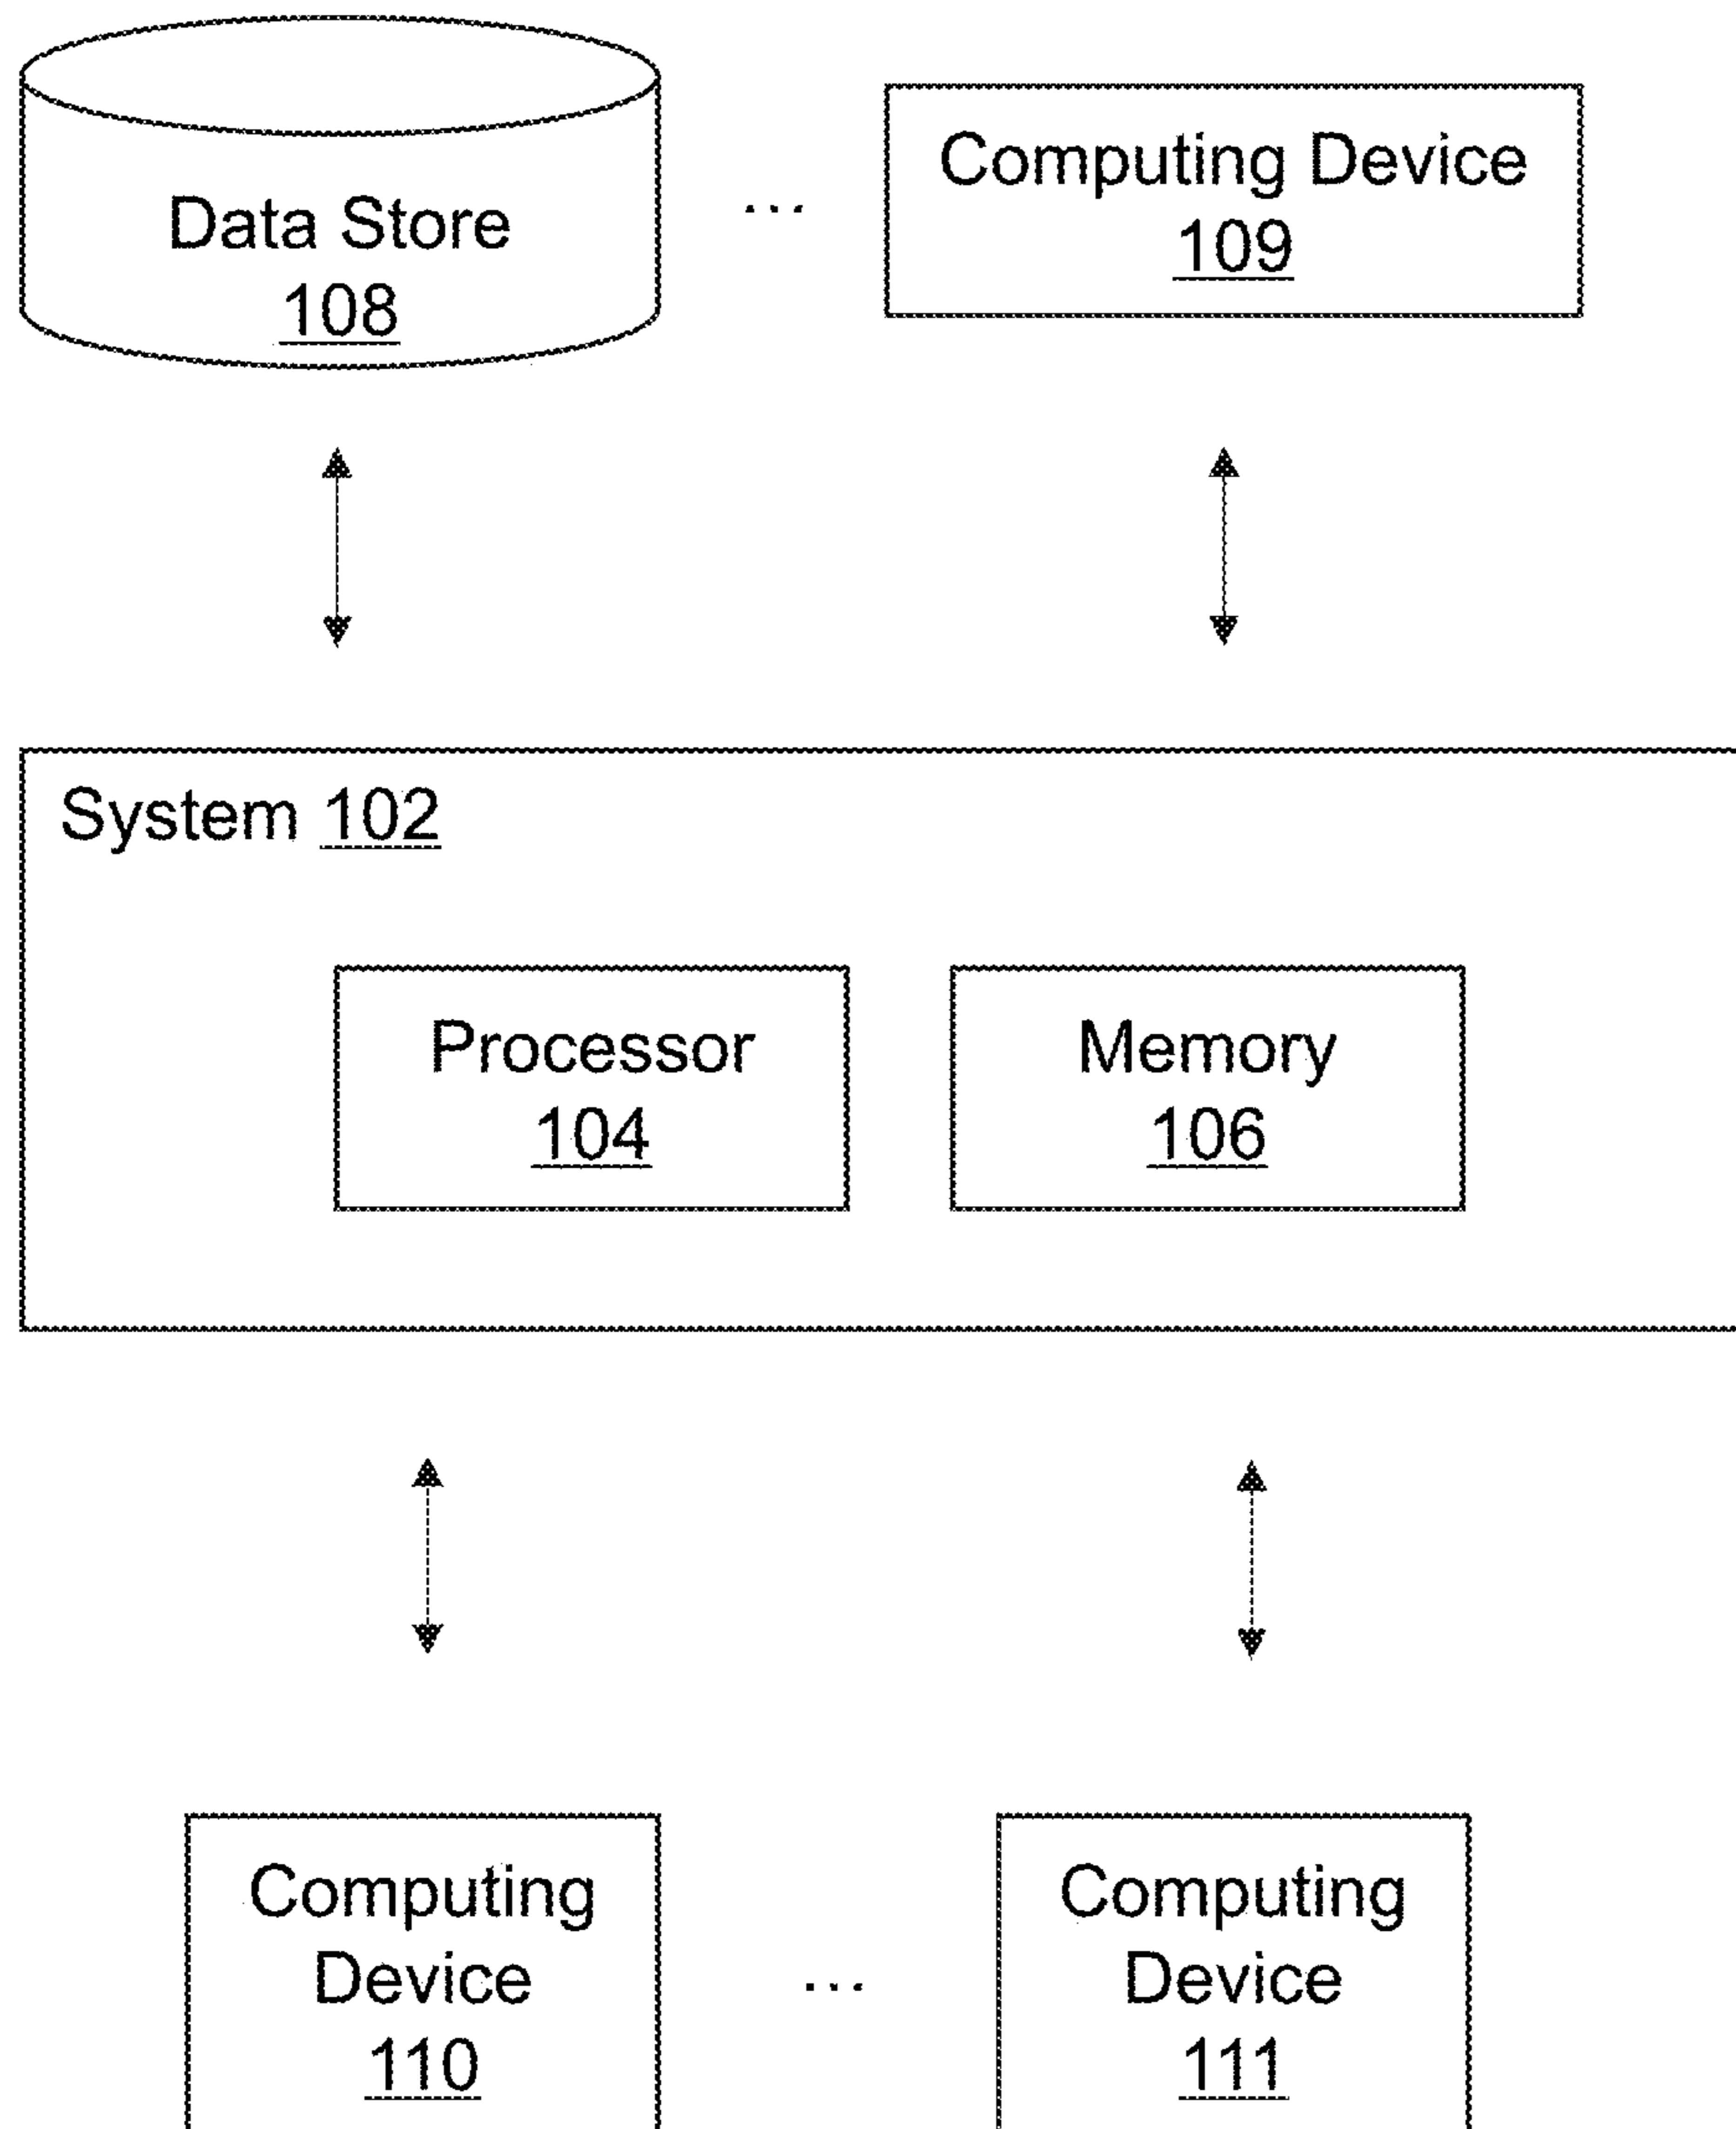 Data Store
108
...
Computing Device
109
System 102
Processor
104
Memory
106
Computing
Device
110
...
Computing
Device
111